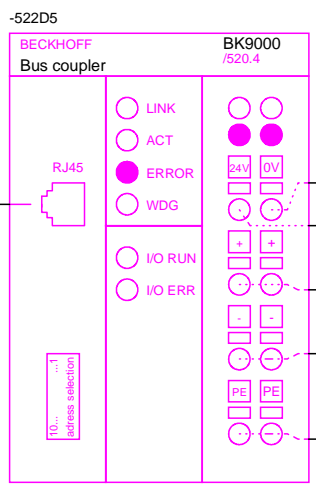 -522D5
BECKHOFF
Bus coupler
BK9000
/520.4
LINK
ACT
ERROR
WDG
I/O RUN
I/O ERR
RJ45
10... ...1
adress selection
24V 0V
+ +
- -
PE PE